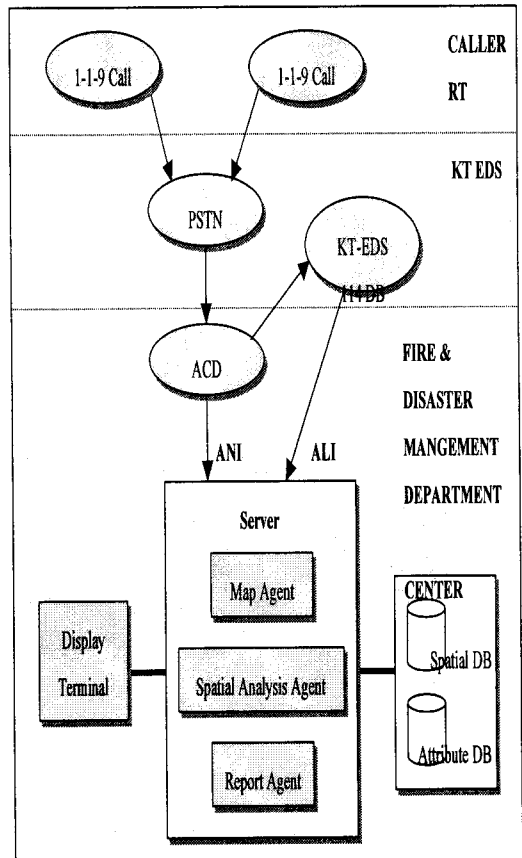 CALLER
1-1-9 Call
1-1-9 Call
RT
KT EDS
PSTN
KT-EDS
114 DB
ACD
FIRE &
DISASTER
MANGEMENT
DEPARTMENT
ANI
ALI
Server
Map Agent
CENTER
Display
Terminal
Spatial DB
Spatial Analysis Agent
Attribute DB
Report Agent